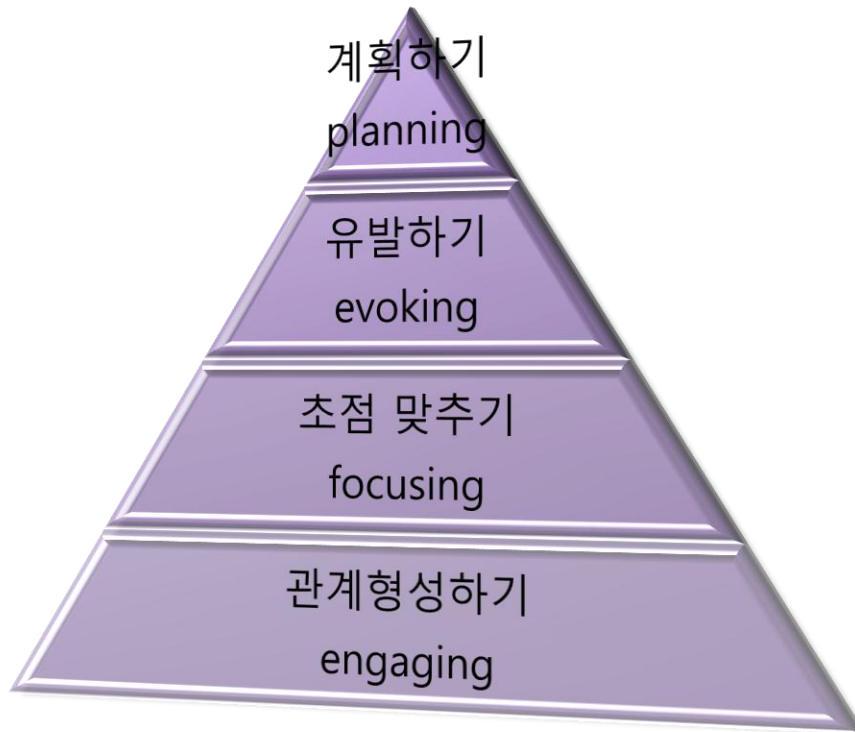 계획하기
planning
유발하기
evoking
초점 맞추기
focusing
관계형성하기
engaging